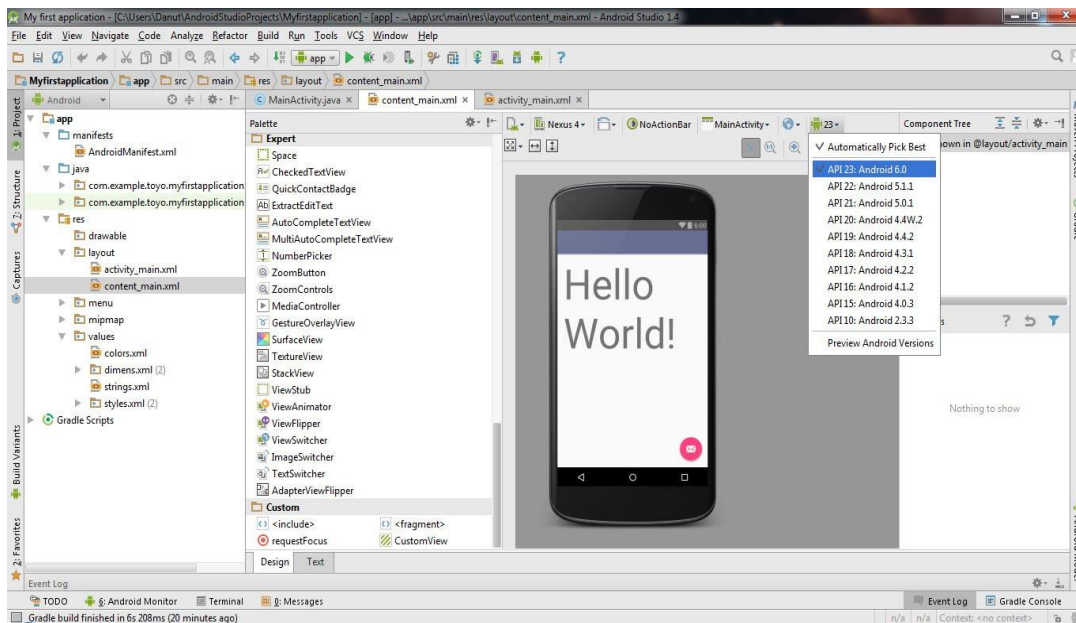 My first application - [C:\Users\Danut\AndroidStudioProjects\Myfirstapplication] - [app] - ...\app\src\main\res\layout\content_main.xml - Android Studio 1.4
File Edit View Navigate Code Analyze Refactor Build Run Tools VCS Window Help
app
Myfirstapplication app src main res layout content_main.xml
Android
MainActivity.java content_main.xml activity_main.xml
1: Project
7: Structure
Captures
Build Variants
2: Favorites
app
manifests
AndroidManifest.xml
java
com.example.toyo.myfirstapplication
com.example.toyo.myfirstapplication
res
drawable
layout
activity_main.xml
content_main.xml
menu
mipmap
values
colors.xml
dimens.xml (2)
strings.xml
styles.xml (2)
Gradle Scripts
Palette
Expert
Space
CheckedTextView
QuickContactBadge
ExtractEditText
AutoCompleteTextView
MultiAutoCompleteTextView
NumberPicker
ZoomButton
ZoomControls
MediaController
GestureOverlayView
SurfaceView
TextureView
StackView
ViewStub
ViewAnimator
ViewFlipper
ViewSwitcher
ImageSwitcher
TextSwitcher
AdapterViewFlipper
Custom
<include> <fragment>
requestFocus CustomView
Design Text
Nexus 4 NoActionBar MainActivity 23
6:00
Hello
World!
Automatically Pick Best
API 23: Android 6.0
API 22: Android 5.1.1
API 21: Android 5.0.1
API 20: Android 4.4W.2
API 19: Android 4.4.2
API 18: Android 4.3.1
API 17: Android 4.2.2
API 16: Android 4.1.2
API 15: Android 4.0.3
API 10: Android 2.3.3
Preview Android Versions
Component Tree
own in @layout/activity_main
Nothing to show
Event Log
TODO 6: Android Monitor Terminal 0: Messages Event Log Gradle Console
Gradle build finished in 6s 208ms (20 minutes ago) n/a n/a Context: <no context>